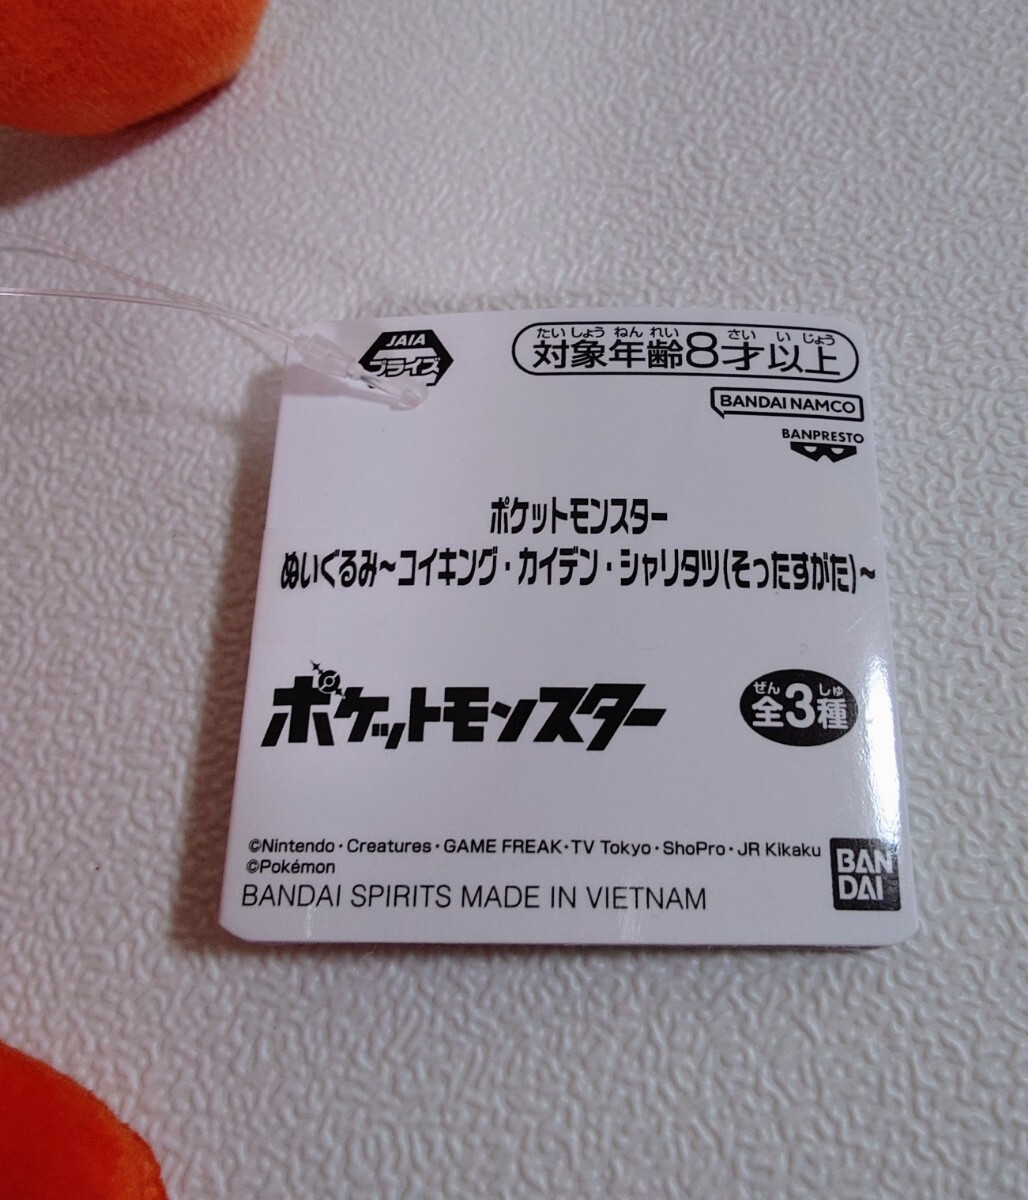 JAIA
プライズ
たいしょうねんれい さいいじょう
対象年齢8才以上
BANDAI NAMCO
BANPRESTO
ポケットモンスター
ぬいぐるみ~コイキング・カイデン・シャリタツ(そったすがた)~
ポケットモンスター
ぜん しゅ
全3種
©Nintendo・Creatures・GAME FREAK・TV Tokyo・ShoPro・JR Kikaku
©Pokémon
BANDAI SPIRITS MADE IN VIETNAM
BAN
DAI